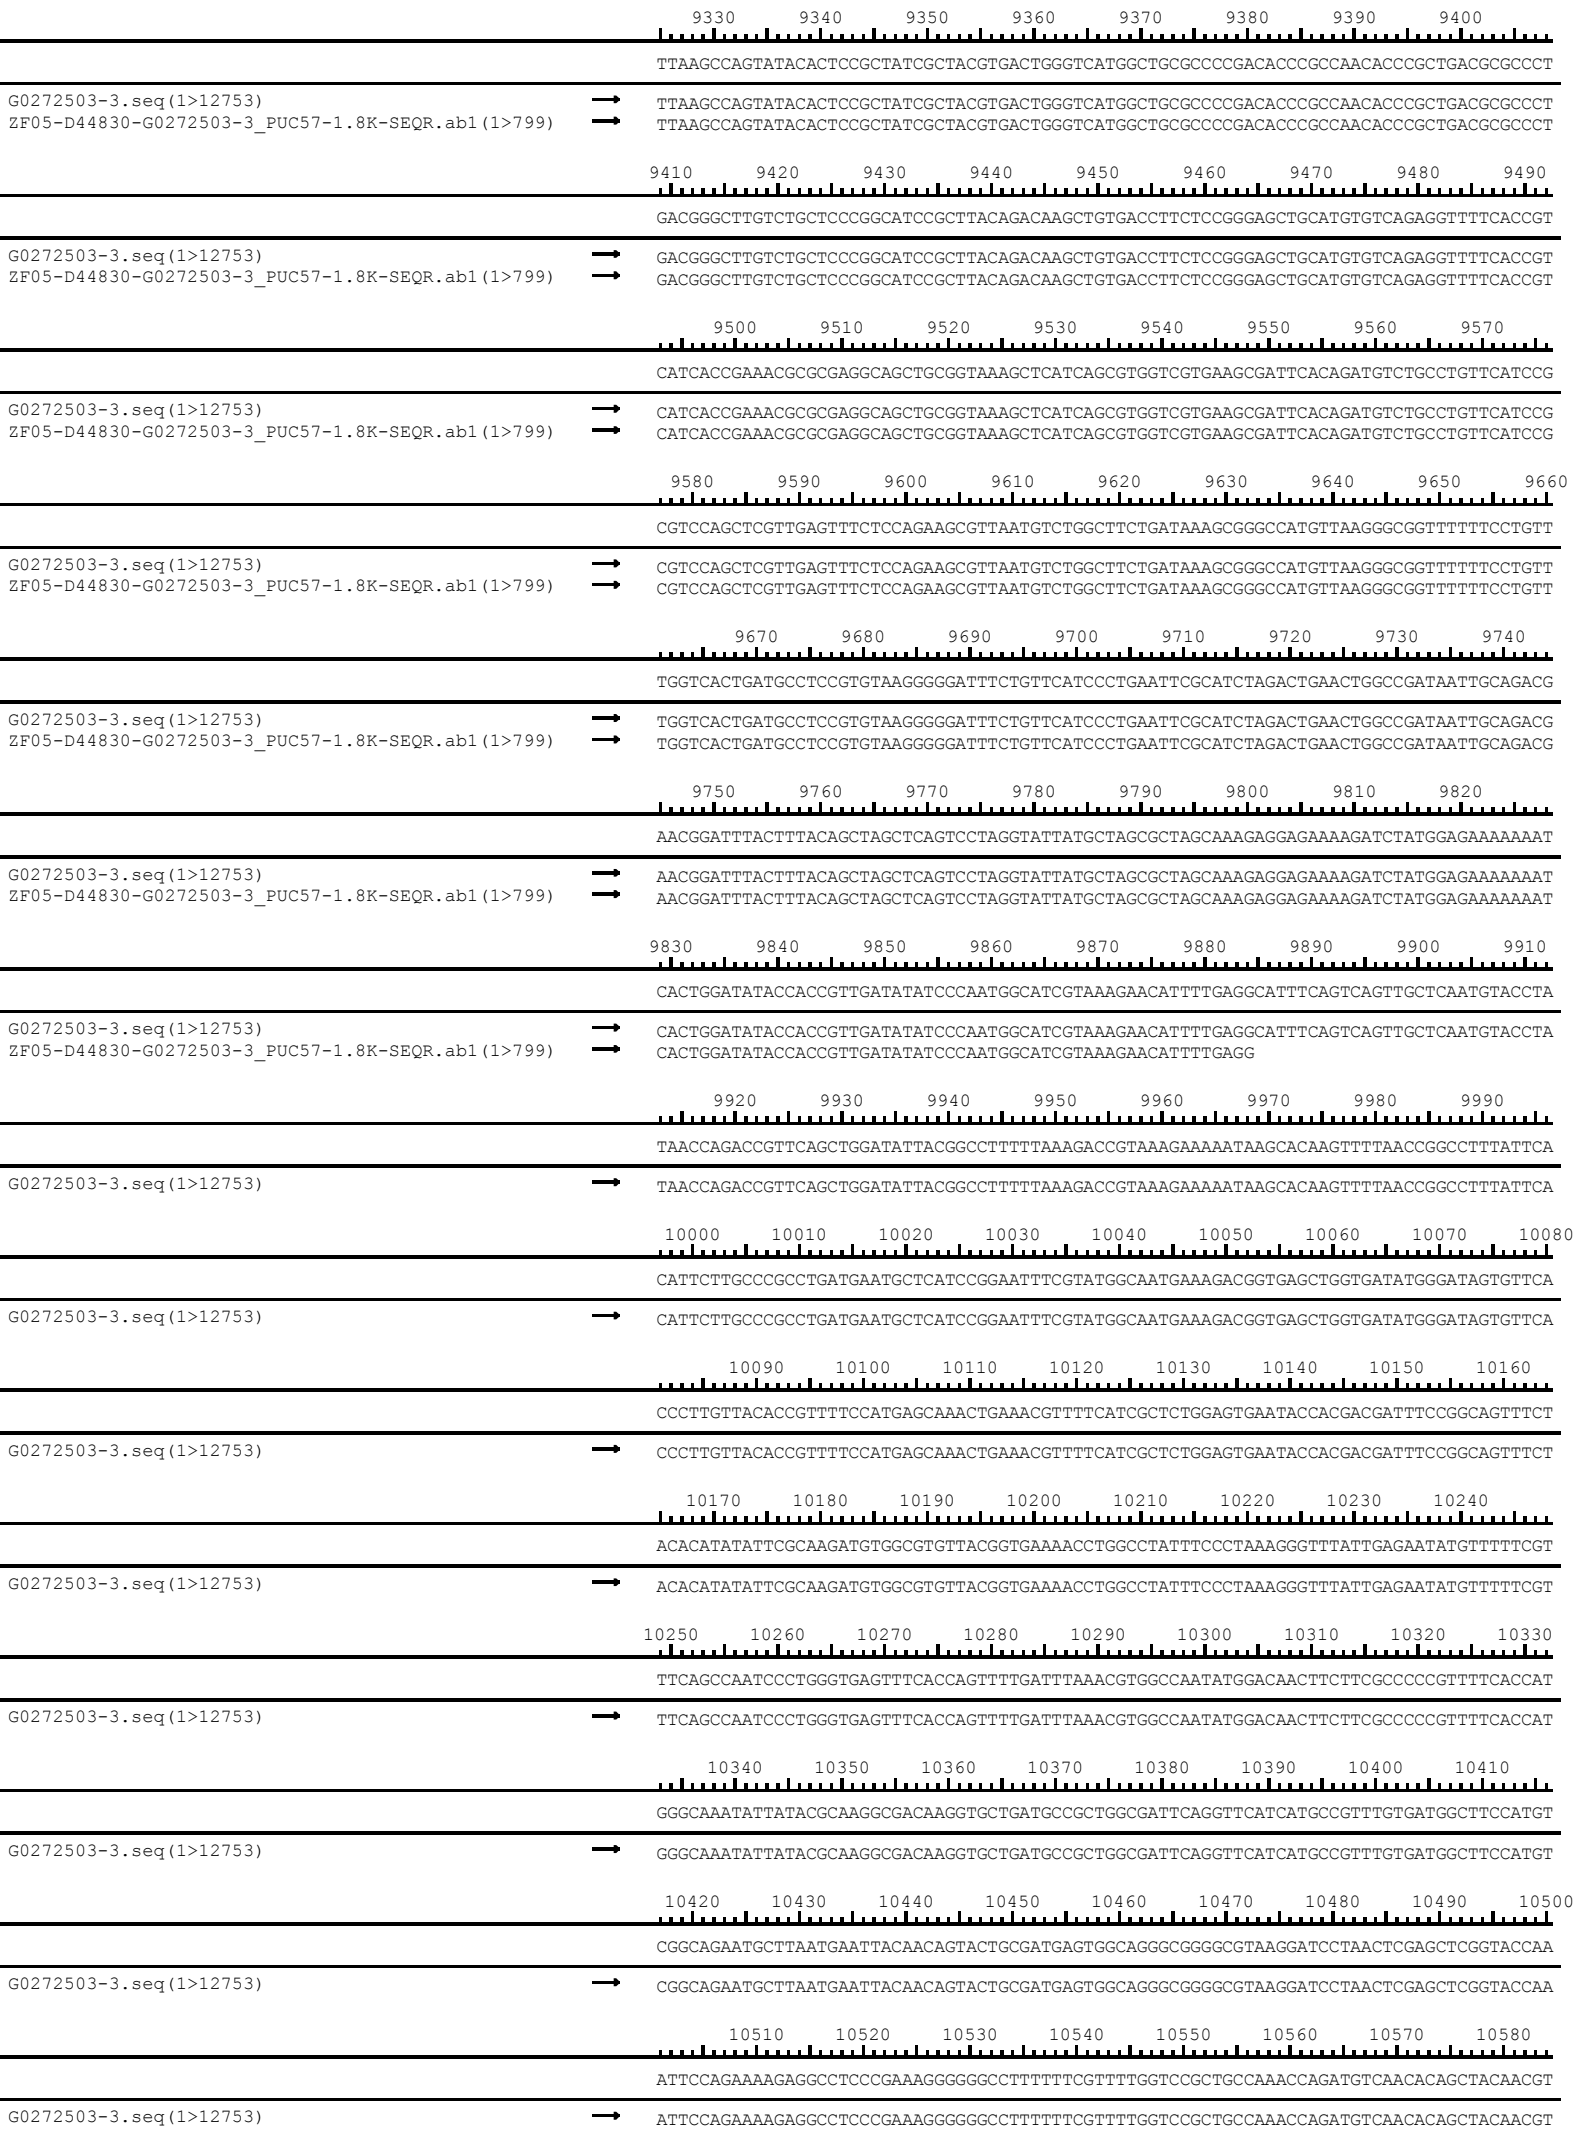 9330 9340 9350 9360 9370 9380 9390 9400
TTAAGCCAGTATACACTCCGCTATCGCTACGTGACTGGGTCATGGCTGCGCCCCGACACCCGCCAACACCCGCTGACGCGCCCT
G0272503-3.seq(1>12753) TTAAGCCAGTATACACTCCGCTATCGCTACGTGACTGGGTCATGGCTGCGCCCCGACACCCGCCAACACCCGCTGACGCGCCCT
ZF05-D44830-G0272503-3_PUC57-1.8K-SEQR.ab1(1>799) TTAAGCCAGTATACACTCCGCTATCGCTACGTGACTGGGTCATGGCTGCGCCCCGACACCCGCCAACACCCGCTGACGCGCCCT
9410 9420 9430 9440 9450 9460 9470 9480 9490
GACGGGCTTGTCTGCTCCCGGCATCCGCTTACAGACAAGCTGTGACCTTCTCCGGGAGCTGCATGTGTCAGAGGTTTTCACCGT
G0272503-3.seq(1>12753) GACGGGCTTGTCTGCTCCCGGCATCCGCTTACAGACAAGCTGTGACCTTCTCCGGGAGCTGCATGTGTCAGAGGTTTTCACCGT
ZF05-D44830-G0272503-3_PUC57-1.8K-SEQR.ab1(1>799) GACGGGCTTGTCTGCTCCCGGCATCCGCTTACAGACAAGCTGTGACCTTCTCCGGGAGCTGCATGTGTCAGAGGTTTTCACCGT
9500 9510 9520 9530 9540 9550 9560 9570
CATCACCGAAACGCGCGAGGCAGCTGCGGTAAAGCTCATCAGCGTGGTCGTGAAGCGATTCACAGATGTCTGCCTGTTCATCCG
G0272503-3.seq(1>12753) CATCACCGAAACGCGCGAGGCAGCTGCGGTAAAGCTCATCAGCGTGGTCGTGAAGCGATTCACAGATGTCTGCCTGTTCATCCG
ZF05-D44830-G0272503-3_PUC57-1.8K-SEQR.ab1(1>799) CATCACCGAAACGCGCGAGGCAGCTGCGGTAAAGCTCATCAGCGTGGTCGTGAAGCGATTCACAGATGTCTGCCTGTTCATCCG
9580 9590 9600 9610 9620 9630 9640 9650 9660
CGTCCAGCTCGTTGAGTTTCTCCAGAAGCGTTAATGTCTGGCTTCTGATAAAGCGGGCCATGTTAAGGGCGGTTTTTTCCTGTT
G0272503-3.seq(1>12753) CGTCCAGCTCGTTGAGTTTCTCCAGAAGCGTTAATGTCTGGCTTCTGATAAAGCGGGCCATGTTAAGGGCGGTTTTTTCCTGTT
ZF05-D44830-G0272503-3_PUC57-1.8K-SEQR.ab1(1>799) CGTCCAGCTCGTTGAGTTTCTCCAGAAGCGTTAATGTCTGGCTTCTGATAAAGCGGGCCATGTTAAGGGCGGTTTTTTCCTGTT
9670 9680 9690 9700 9710 9720 9730 9740
TGGTCACTGATGCCTCCGTGTAAGGGGGATTTCTGTTCATCCCTGAATTCGCATCTAGACTGAACTGGCCGATAATTGCAGACG
G0272503-3.seq(1>12753) TGGTCACTGATGCCTCCGTGTAAGGGGGATTTCTGTTCATCCCTGAATTCGCATCTAGACTGAACTGGCCGATAATTGCAGACG
ZF05-D44830-G0272503-3_PUC57-1.8K-SEQR.ab1(1>799) TGGTCACTGATGCCTCCGTGTAAGGGGGATTTCTGTTCATCCCTGAATTCGCATCTAGACTGAACTGGCCGATAATTGCAGACG
9750 9760 9770 9780 9790 9800 9810 9820
AACGGATTTACTTTACAGCTAGCTCAGTCCTAGGTATTATGCTAGCGCTAGCAAAGAGGAGAAAAGATCTATGGAGAAAAAAAT
G0272503-3.seq(1>12753) AACGGATTTACTTTACAGCTAGCTCAGTCCTAGGTATTATGCTAGCGCTAGCAAAGAGGAGAAAAGATCTATGGAGAAAAAAAT
ZF05-D44830-G0272503-3_PUC57-1.8K-SEQR.ab1(1>799) AACGGATTTACTTTACAGCTAGCTCAGTCCTAGGTATTATGCTAGCGCTAGCAAAGAGGAGAAAAGATCTATGGAGAAAAAAAT
9830 9840 9850 9860 9870 9880 9890 9900 9910
CACTGGATATACCACCGTTGATATATCCCAATGGCATCGTAAAGAACATTTTGAGGCATTTCAGTCAGTTGCTCAATGTACCTA
G0272503-3.seq(1>12753) CACTGGATATACCACCGTTGATATATCCCAATGGCATCGTAAAGAACATTTTGAGGCATTTCAGTCAGTTGCTCAATGTACCTA
ZF05-D44830-G0272503-3_PUC57-1.8K-SEQR.ab1(1>799) CACTGGATATACCACCGTTGATATATCCCAATGGCATCGTAAAGAACATTTTGAGG
9920 9930 9940 9950 9960 9970 9980 9990
TAACCAGACCGTTCAGCTGGATATTACGGCCTTTTTAAAGACCGTAAAGAAAAATAAGCACAAGTTTTAACCGGCCTTTATTCA
G0272503-3.seq(1>12753) TAACCAGACCGTTCAGCTGGATATTACGGCCTTTTTAAAGACCGTAAAGAAAAATAAGCACAAGTTTTAACCGGCCTTTATTCA
10000 10010 10020 10030 10040 10050 10060 10070 10080
CATTCTTGCCCGCCTGATGAATGCTCATCCGGAATTTCGTATGGCAATGAAAGACGGTGAGCTGGTGATATGGGATAGTGTTCA
G0272503-3.seq(1>12753) CATTCTTGCCCGCCTGATGAATGCTCATCCGGAATTTCGTATGGCAATGAAAGACGGTGAGCTGGTGATATGGGATAGTGTTCA
10090 10100 10110 10120 10130 10140 10150 10160
CCCTTGTTACACCGTTTTCCATGAGCAAACTGAAACGTTTTCATCGCTCTGGAGTGAATACCACGACGATTTCCGGCAGTTTCT
G0272503-3.seq(1>12753) CCCTTGTTACACCGTTTTCCATGAGCAAACTGAAACGTTTTCATCGCTCTGGAGTGAATACCACGACGATTTCCGGCAGTTTCT
10170 10180 10190 10200 10210 10220 10230 10240
ACACATATATTCGCAAGATGTGGCGTGTTACGGTGAAAACCTGGCCTATTTCCCTAAAGGGTTTATTGAGAATATGTTTTTCGT
G0272503-3.seq(1>12753) ACACATATATTCGCAAGATGTGGCGTGTTACGGTGAAAACCTGGCCTATTTCCCTAAAGGGTTTATTGAGAATATGTTTTTCGT
10250 10260 10270 10280 10290 10300 10310 10320 10330
TTCAGCCAATCCCTGGGTGAGTTTCACCAGTTTTGATTTAAACGTGGCCAATATGGACAACTTCTTCGCCCCCGTTTTCACCAT
G0272503-3.seq(1>12753) TTCAGCCAATCCCTGGGTGAGTTTCACCAGTTTTGATTTAAACGTGGCCAATATGGACAACTTCTTCGCCCCCGTTTTCACCAT
10340 10350 10360 10370 10380 10390 10400 10410
GGGCAAATATTATACGCAAGGCGACAAGGTGCTGATGCCGCTGGCGATTCAGGTTCATCATGCCGTTTGTGATGGCTTCCATGT
G0272503-3.seq(1>12753) GGGCAAATATTATACGCAAGGCGACAAGGTGCTGATGCCGCTGGCGATTCAGGTTCATCATGCCGTTTGTGATGGCTTCCATGT
10420 10430 10440 10450 10460 10470 10480 10490 10500
CGGCAGAATGCTTAATGAATTACAACAGTACTGCGATGAGTGGCAGGGCGGGGCGTAAGGATCCTAACTCGAGCTCGGTACCAA
G0272503-3.seq(1>12753) CGGCAGAATGCTTAATGAATTACAACAGTACTGCGATGAGTGGCAGGGCGGGGCGTAAGGATCCTAACTCGAGCTCGGTACCAA
10510 10520 10530 10540 10550 10560 10570 10580
ATTCCAGAAAAGAGGCCTCCCGAAAGGGGGGCCTTTTTTCGTTTTGGTCCGCTGCCAAACCAGATGTCAACACAGCTACAACGT
G0272503-3.seq(1>12753) ATTCCAGAAAAGAGGCCTCCCGAAAGGGGGGCCTTTTTTCGTTTTGGTCCGCTGCCAAACCAGATGTCAACACAGCTACAACGT